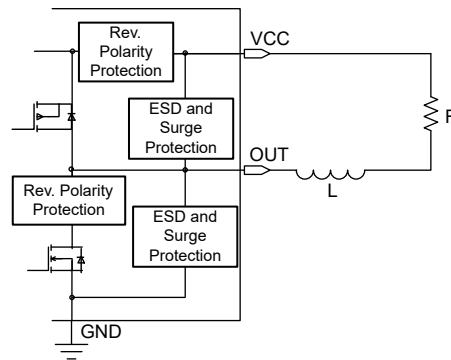 Rev.
Polarity
Protection
VCC
ESD and
Surge
Protection
R
OUT
L
Rev. Polarity
Protection
ESD and
Surge
Protection
GND